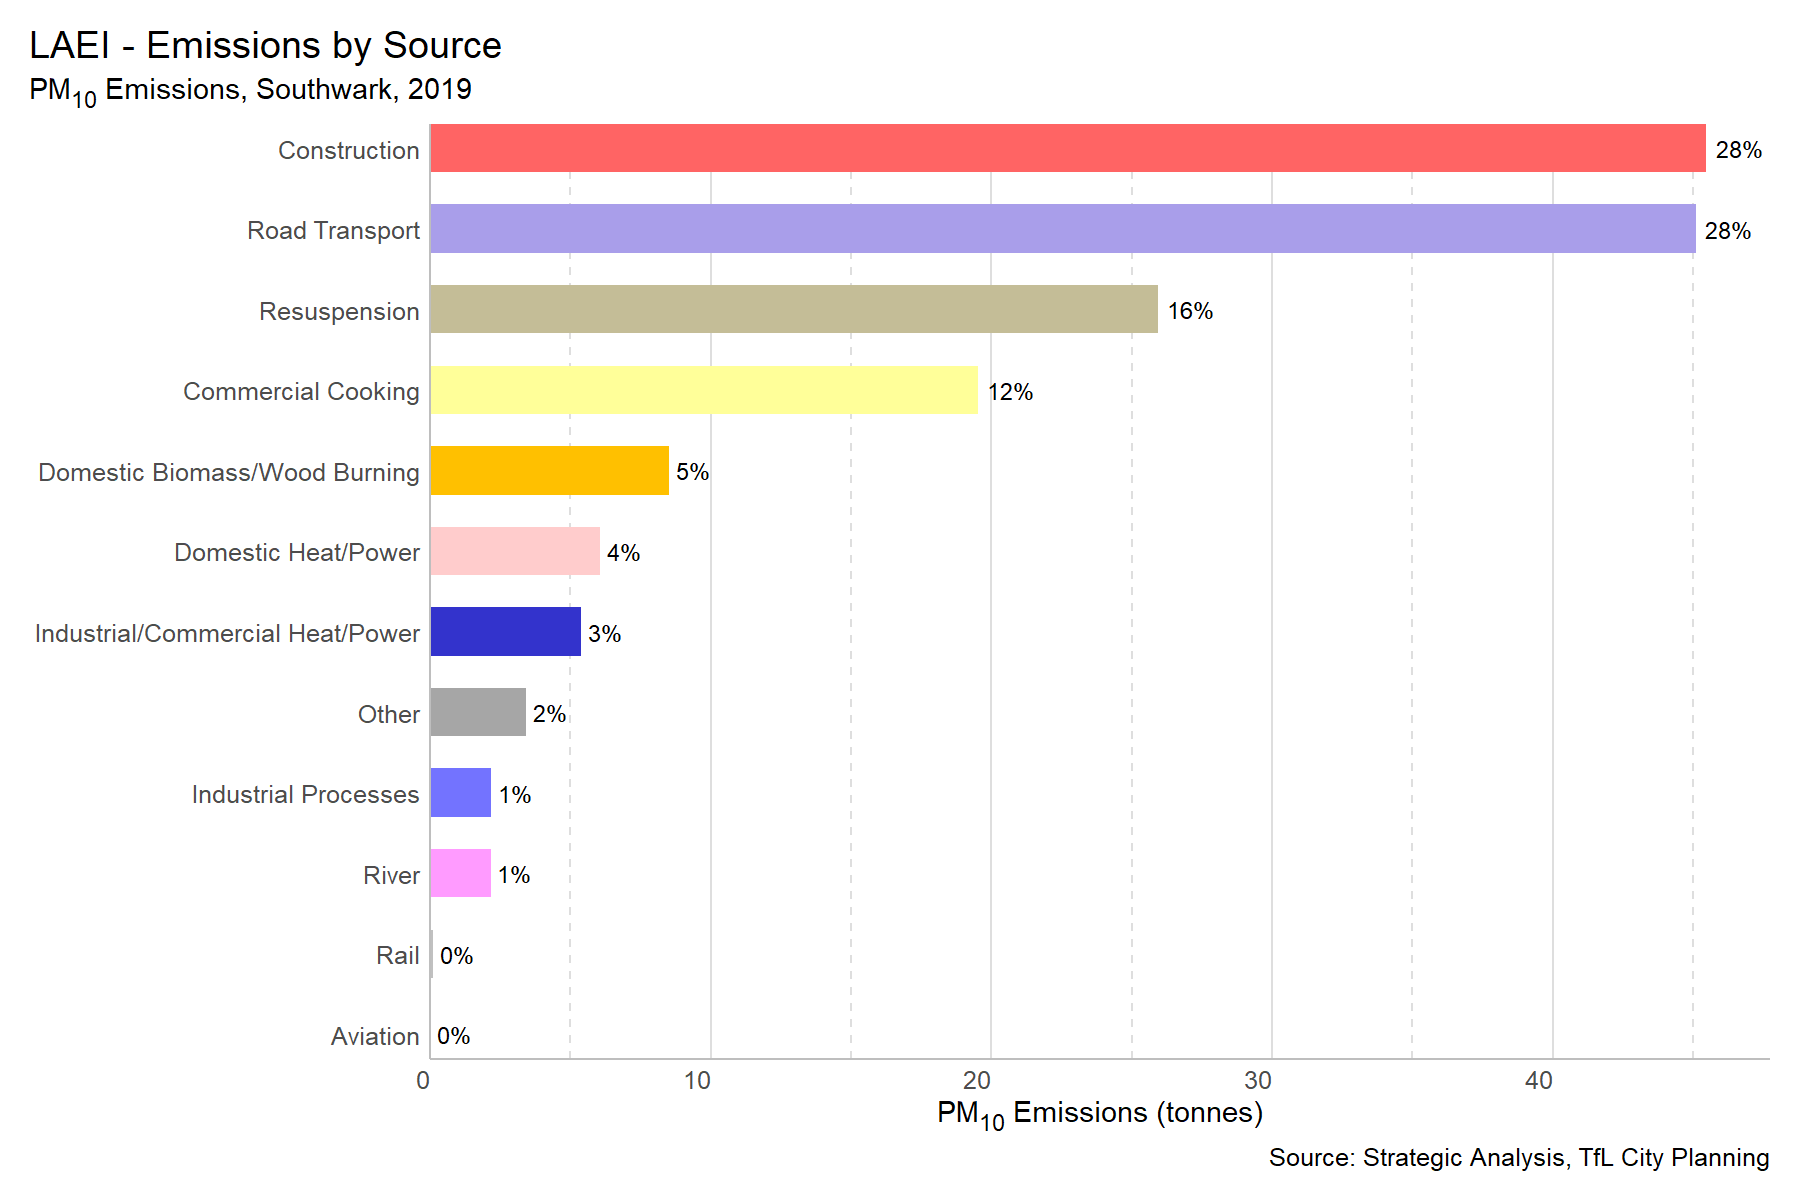 LAEI - Emissions by Source
PM10 Emissions, Southwark, 2019
Construction 28%
Road Transport 28%
Resuspension 16%
Commercial Cooking 12%
Domestic Biomass/Wood Burning 5%
Domestic Heat/Power 4%
Industrial/Commercial Heat/Power 3%
Other 2%
Industrial Processes 1%
River 1%
Rail 0%
Aviation 0%
0 10 20 30 40
PM10 Emissions (tonnes)
Source: Strategic Analysis, TfL City Planning